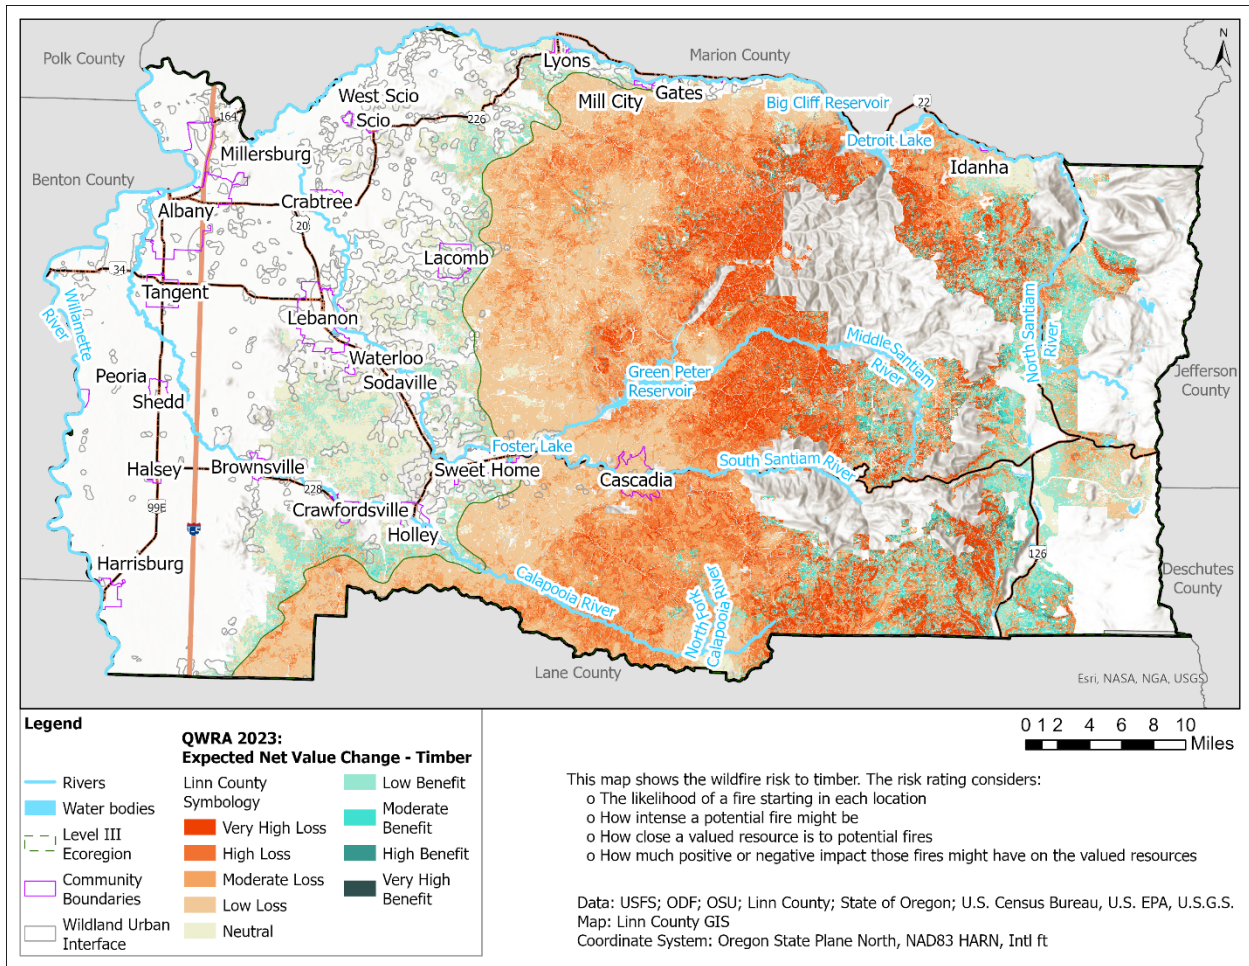 Polk County
Marion County
N
Lyons
Mill City
Gates
West Scio
Scio
226
Big Cliff Reservoir
22
164
Detroit Lake
Millersburg
Idanha
Benton County
Albany
Crabtree
20
Lacomb
34
Tangent
Willamette
River
Lebanon
North Santiam
River
Middle Santiam
River
Waterloo
Sodaville
Green Peter
Reservoir
Peoria
Shedd
Jefferson
County
Foster Lake
Halsey
Brownsville
Sweet Home
Cascadia
South Santiam River
228
99E
Crawfordsville
Holley
5
126
Harrisburg
Calapooia River
North Fork
Calapooia River
Deschutes
County
Lane County
Esri, NASA, NGA, USGS
Legend
Rivers
Water bodies
Level III
Ecoregion
Community
Boundaries
Wildland Urban
Interface
QWRA 2023:
Expected Net Value Change - Timber
Linn County
Symbology
Very High Loss
High Loss
Moderate Loss
Low Loss
Neutral
Low Benefit
Moderate
Benefit
High Benefit
Very High
Benefit
0 1 2 4 6 8 10
Miles
This map shows the wildfire risk to timber. The risk rating considers:
o The likelihood of a fire starting in each location
o How intense a potential fire might be
o How close a valued resource is to potential fires
o How much positive or negative impact those fires might have on the valued resources
Data: USFS; ODF; OSU; Linn County; State of Oregon; U.S. Census Bureau, U.S. EPA, U.S.G.S.
Map: Linn County GIS
Coordinate System: Oregon State Plane North, NAD83 HARN, Intl ft